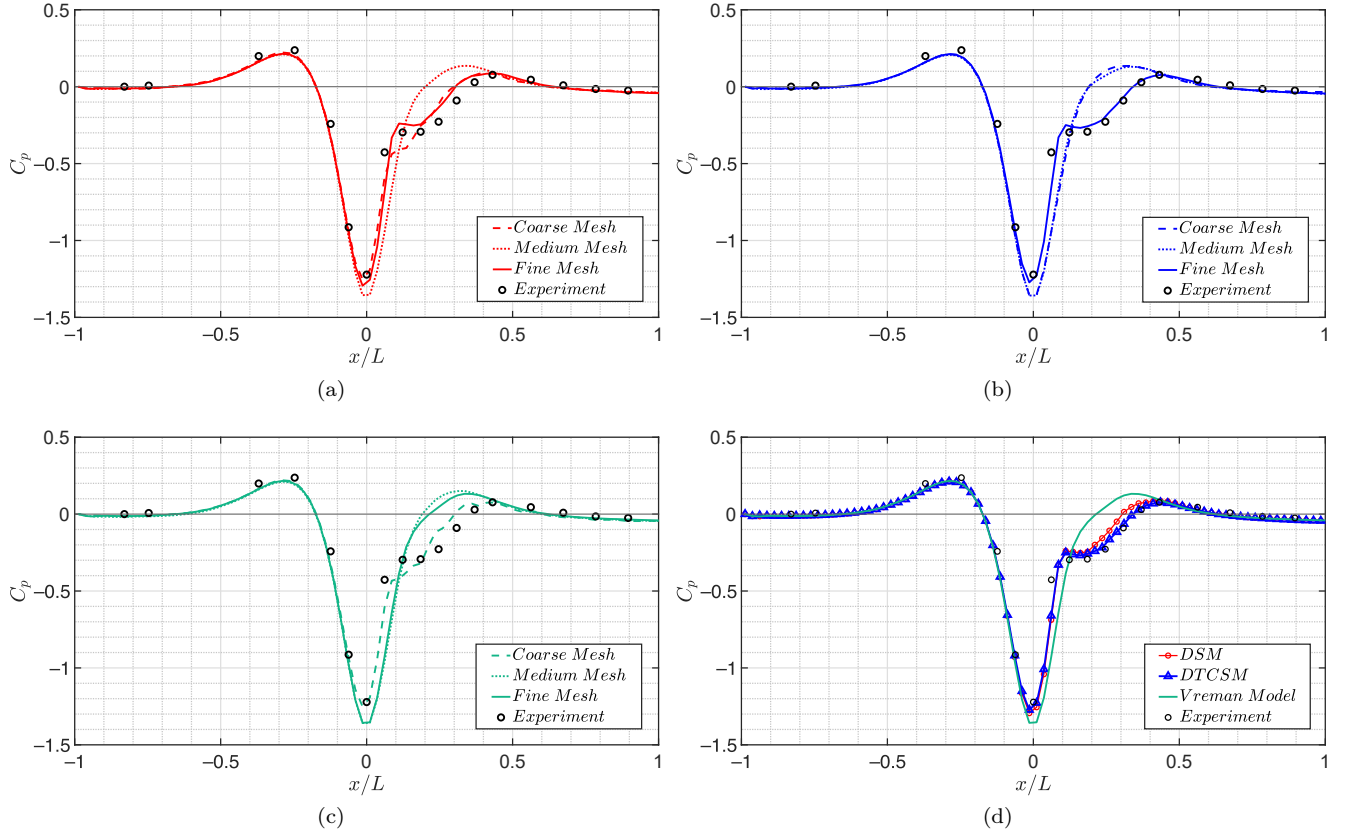 0.5
0
−0.5
−1
−1.5
C_p
−1
−0.5
0
0.5
1
x/L
Coarse Mesh
Medium Mesh
Fine Mesh
Experiment
(a)
0.5
0
−0.5
−1
−1.5
C_p
−1
−0.5
0
0.5
1
x/L
Coarse Mesh
Medium Mesh
Fine Mesh
Experiment
(b)
0.5
0
−0.5
−1
−1.5
C_p
−1
−0.5
0
0.5
1
x/L
Coarse Mesh
Medium Mesh
Fine Mesh
Experiment
(c)
0.5
0
−0.5
−1
−1.5
C_p
−1
−0.5
0
0.5
1
x/L
DSM
DTCSM
Vreman Model
Experiment
(d)